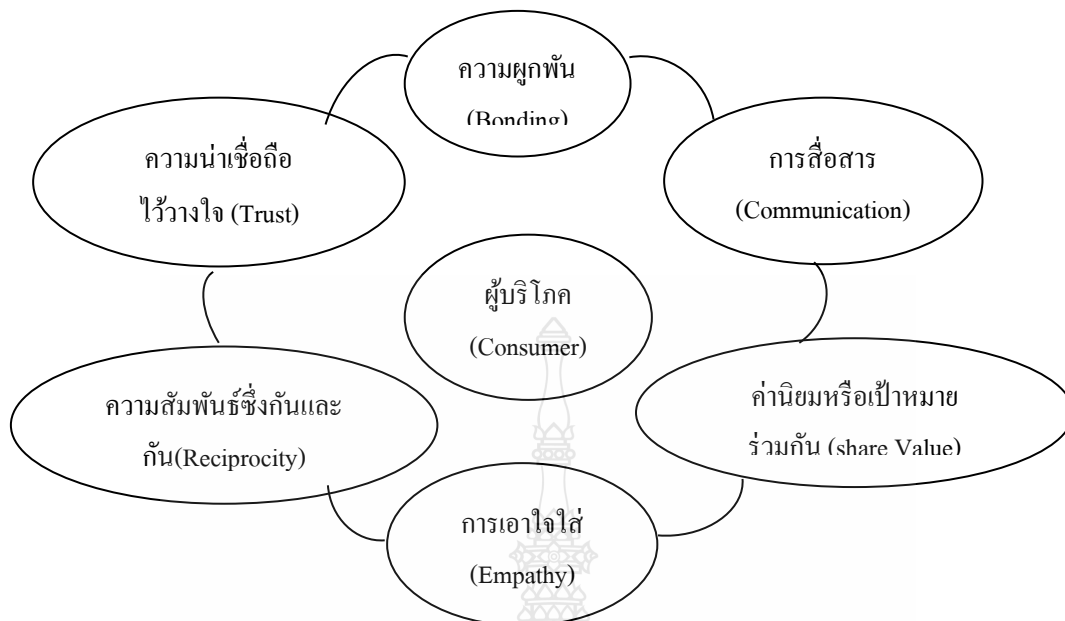 ความผูกพัน
(Bonding)
ความน่าเชื่อถือ
ไว้วางใจ (Trust)
การสื่อสาร
(Communication)
ผู้บริโภค
(Consumer)
ความสัมพันธ์ซึ่งกันและ
กัน(Reciprocity)
ค่านิยมหรือเป้าหมาย
ร่วมกัน (share Value)
การเอาใจใส่
(Empathy)